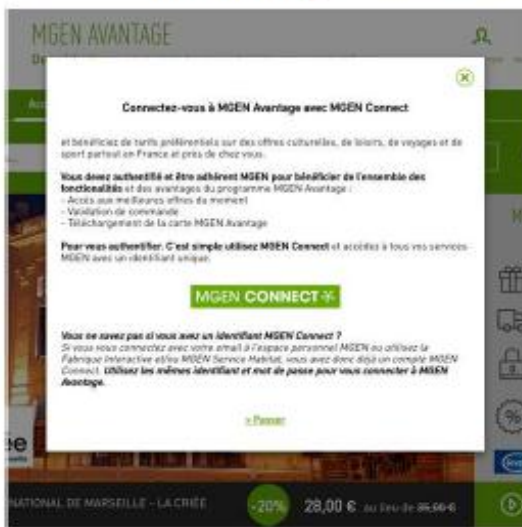 MGEN AVANTAGE
Connectez-vous à MGEN Avantage avec MGEN Connect
et bénéficiez de tarifs préférentiels sur des offres culturelles, de loisirs, de voyages et de
sport partout en France et près de chez vous.
Vous devez authentifié et être adhérent MGEN pour bénéficier de l'ensemble des
fonctionalités et des avantages du programme MGEN Avantage :
- Accès aux meilleures offres du moment
- Validation de commande
- Téléchargement de la carte MGEN Avantage
Pour vous authentifier. C'est simple utilisez MGEN Connect et accédez à tous vos services
MGEN avec un identifiant unique.
MGEN CONNECT
Vous ne savez pas si vous avez un identifiant MGEN Connect ?
Si vous vous connectez avec votre email à l'espace personnel MGEN ou utilisez la
Fabrique Interactive et/ou MGEN Service Habitat, vous avez donc déjà un compte MGEN
Connect. Utilisez les mêmes identifiant et mot de passe pour vous connecter à MGEN
Avantage.
> Passer
NATIONAL DE MARSEILLE - LA CRIÉE
-20%
28,00 € au lieu de 35,00 €